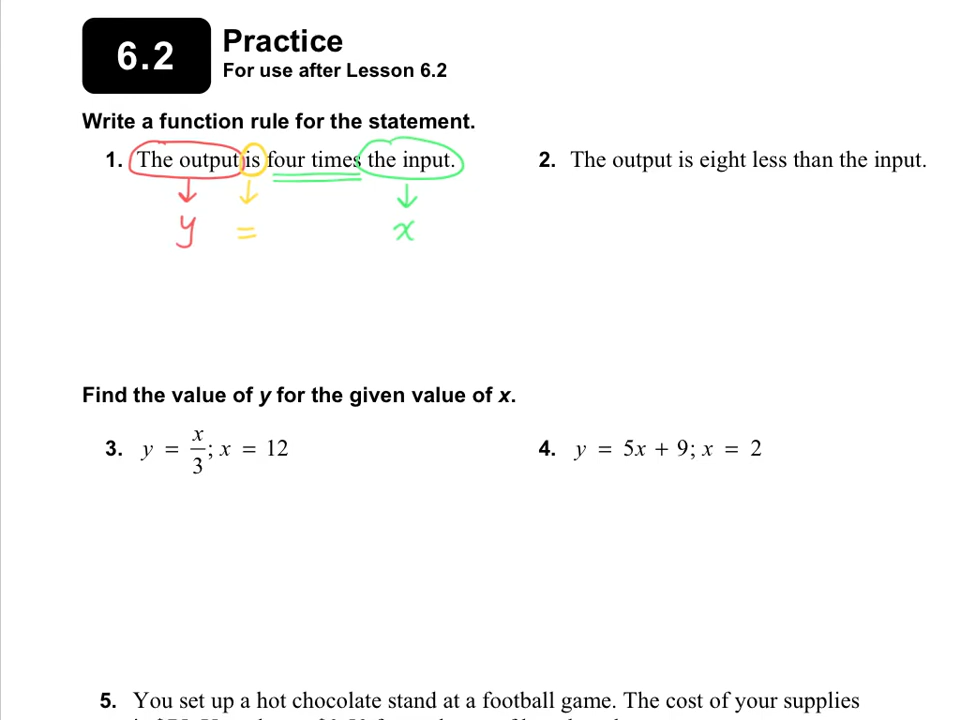 6.2
Practice
For use after Lesson 6.2
Write a function rule for the statement.
1. The output is four times the input.
2. The output is eight less than the input.
y = x
Find the value of y for the given value of x.
3. y = x/3; x = 12
4. y = 5x + 9; x = 2
5. You set up a hot chocolate stand at a football game. The cost of your supplies